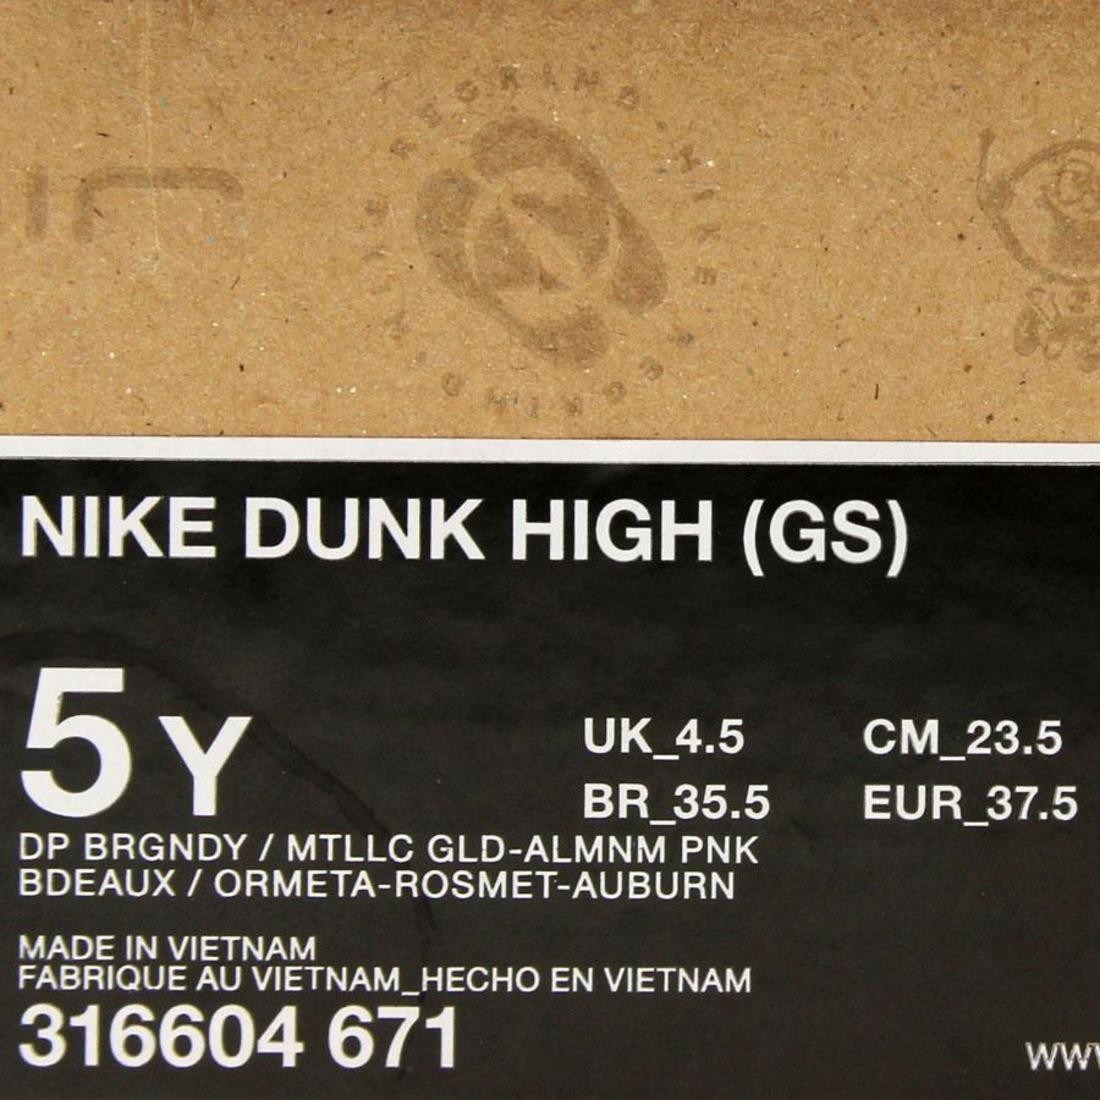 NIKE DUNK HIGH (GS)
5 Y
UK_4.5 CM_23.5
BR_35.5 EUR_37.5
DP BRGNDY / MTLLC GLD-ALMNM PNK
BDEAUX / ORMETA-ROSMET-AUBURN
MADE IN VIETNAM
FABRIQUE AU VIETNAM_HECHO EN VIETNAM
316604 671